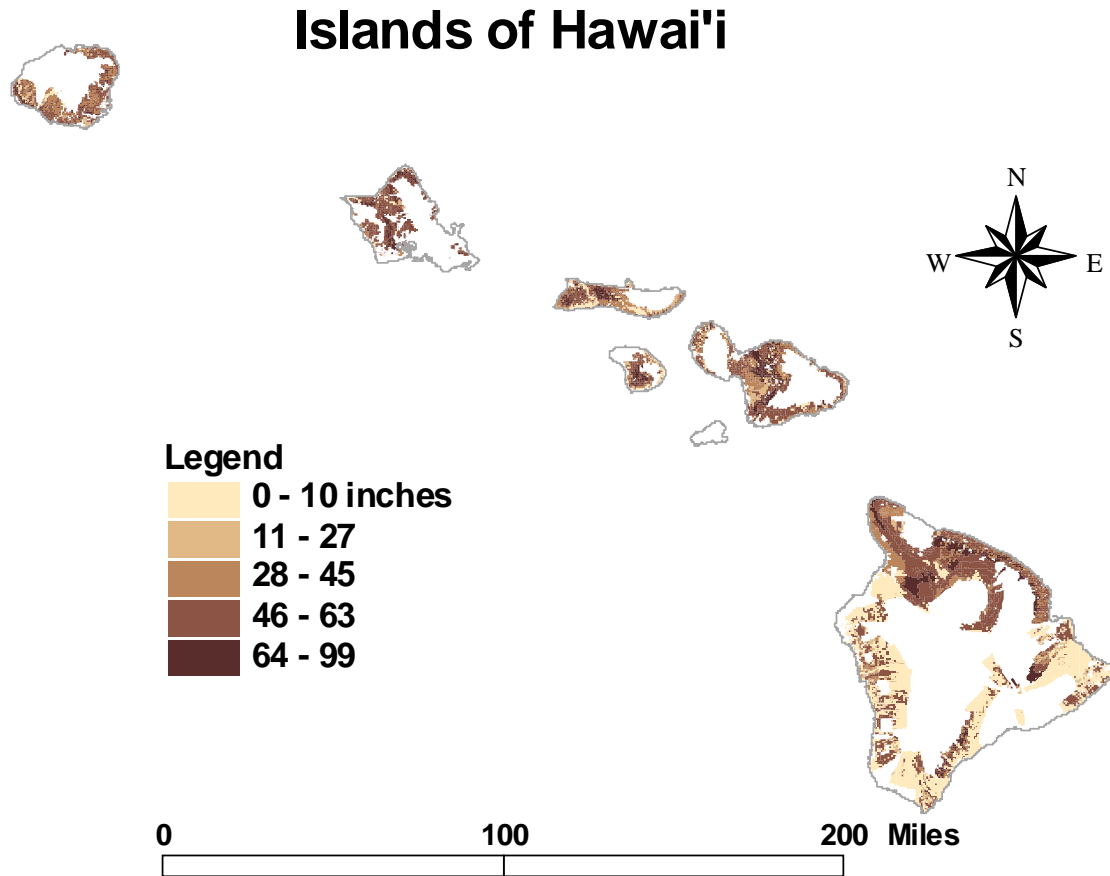 Islands of Hawai'i
N
W
E
S
Legend
0 - 10 inches
11 - 27
28 - 45
46 - 63
64 - 99
0 100 200 Miles